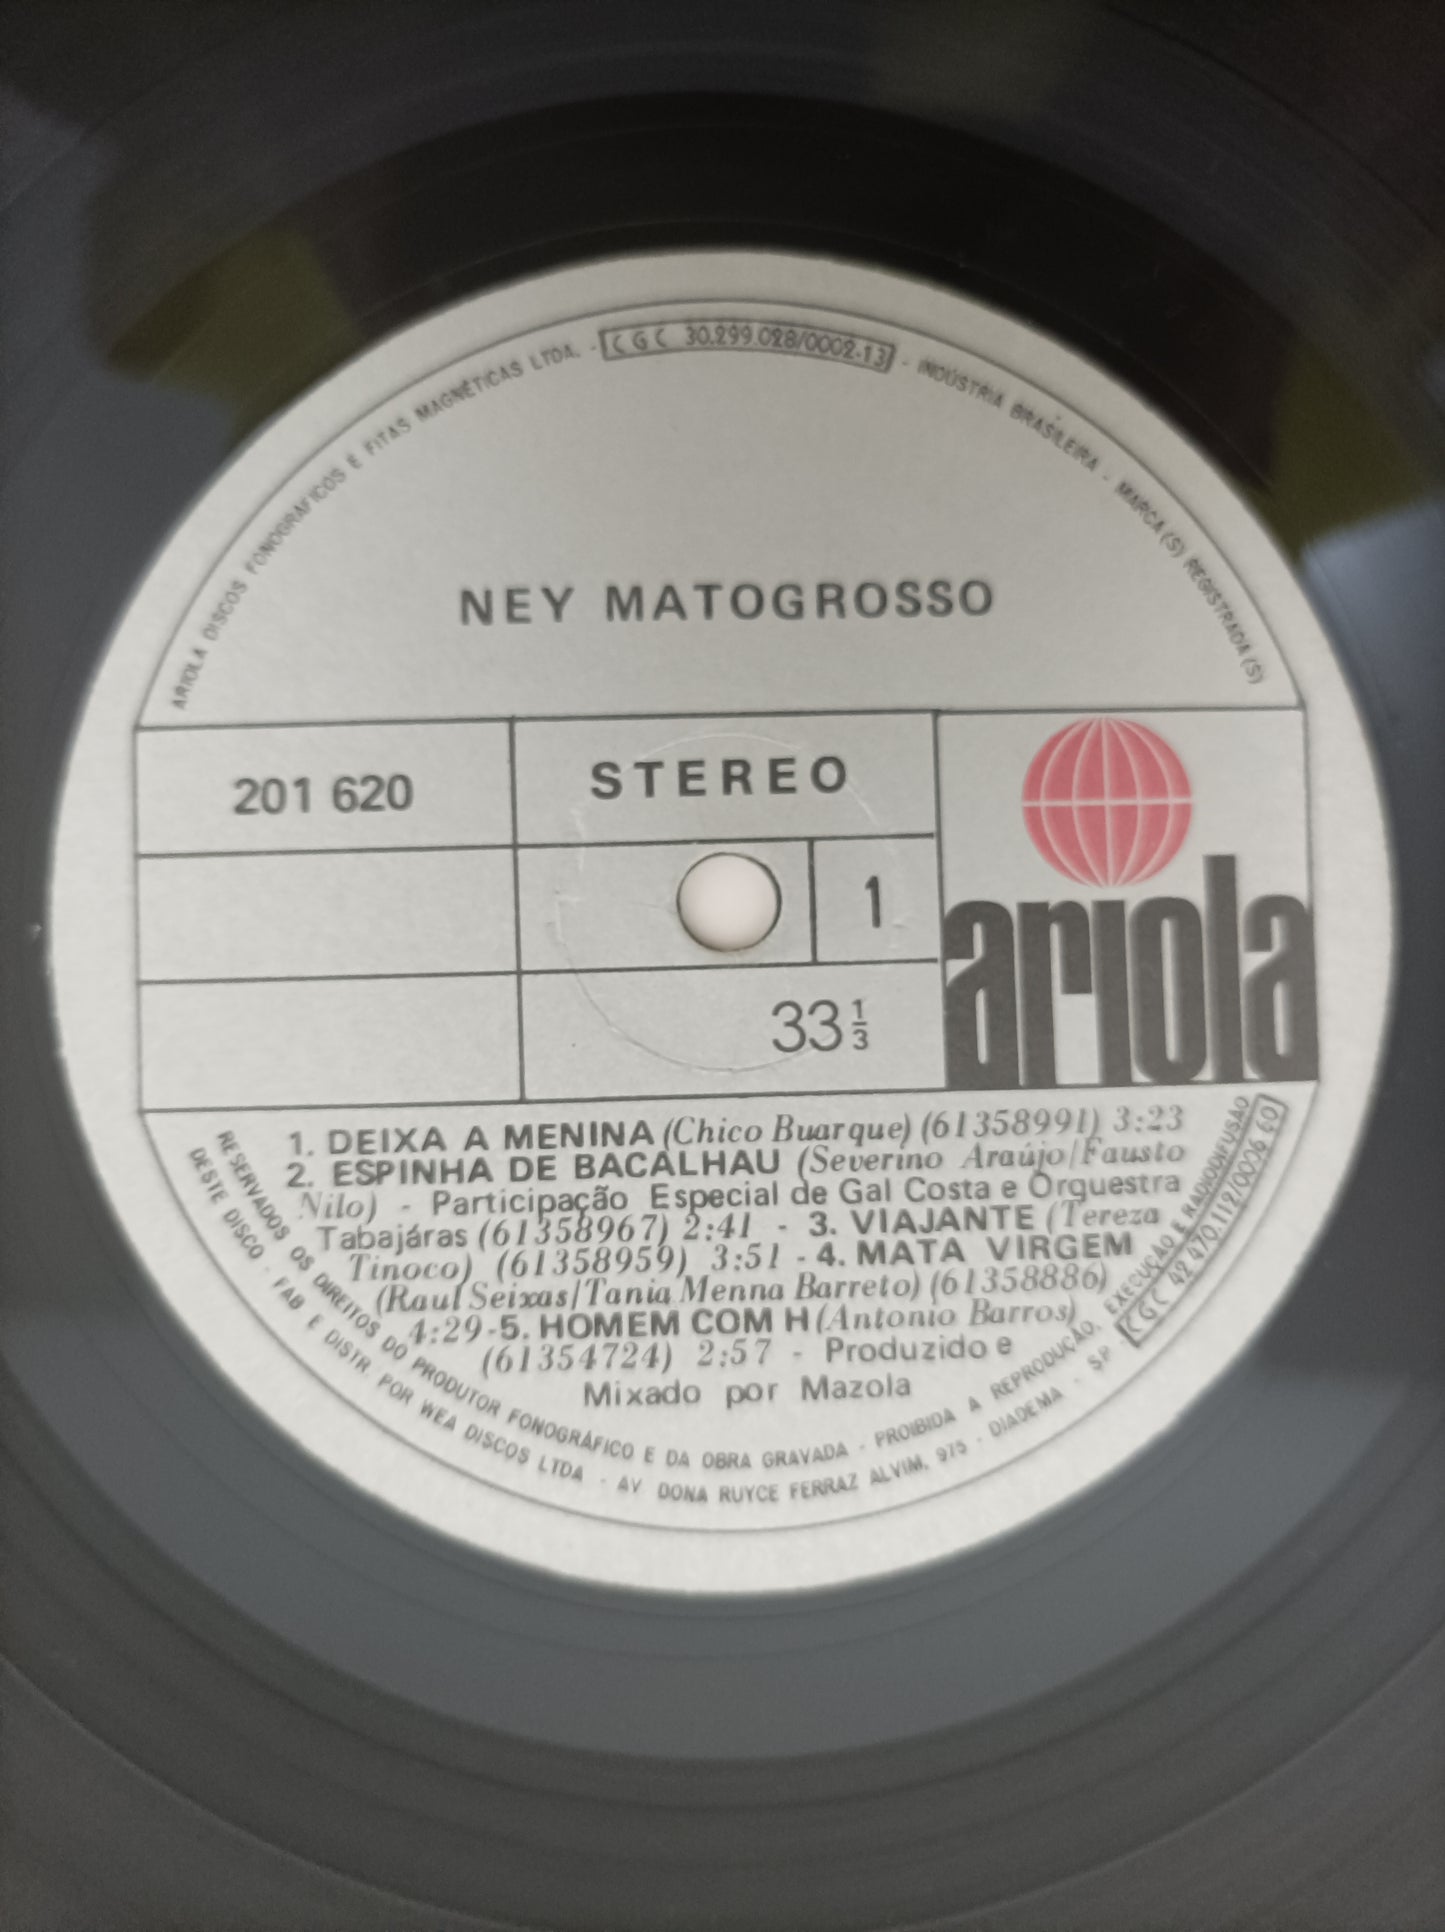 ARIOLA DISCOS FONOGRÁFICOS E FITAS MAGNÉTICAS LTDA. - CGC 30.299.028/0002-13 - INDÚSTRIA BRASILEIRA - MARCA(S) REGISTRADA(S)
NEY MATOGROSSO
201 620
STEREO
1
33 1/3
ariola
1. DEIXA A MENINA (Chico Buarque) (61358991) 3:23
2. ESPINHA DE BACALHAU (Severino Araújo/Fausto
Nilo) - Participação Especial de Gal Costa e Orquestra
Tabajáras (61358967) 2:41 - 3. VIAJANTE (Tereza
Tinoco) (61358959) 3:51 - 4. MATA VIRGEM
(Raul Seixas/Tania Menna Barreto) (61358886)
4:29 - 5. HOMEM COM H (Antonio Barros)
(61354724) 2:57 - Produzido e
Mixado por Mazola
RESERVADOS OS DIREITOS DO PRODUTOR FONOGRÁFICO E DA OBRA GRAVADA - PROIBIDA A REPRODUÇÃO, EXECUÇÃO E RADIODIFUSÃO
DESTE DISCO - FAB E DISTR. POR WEA DISCOS LTDA - AV DONA RUYCE FERRAZ ALVIM, 975 - DIADEMA - SP CGC 42 470.112/0006 60